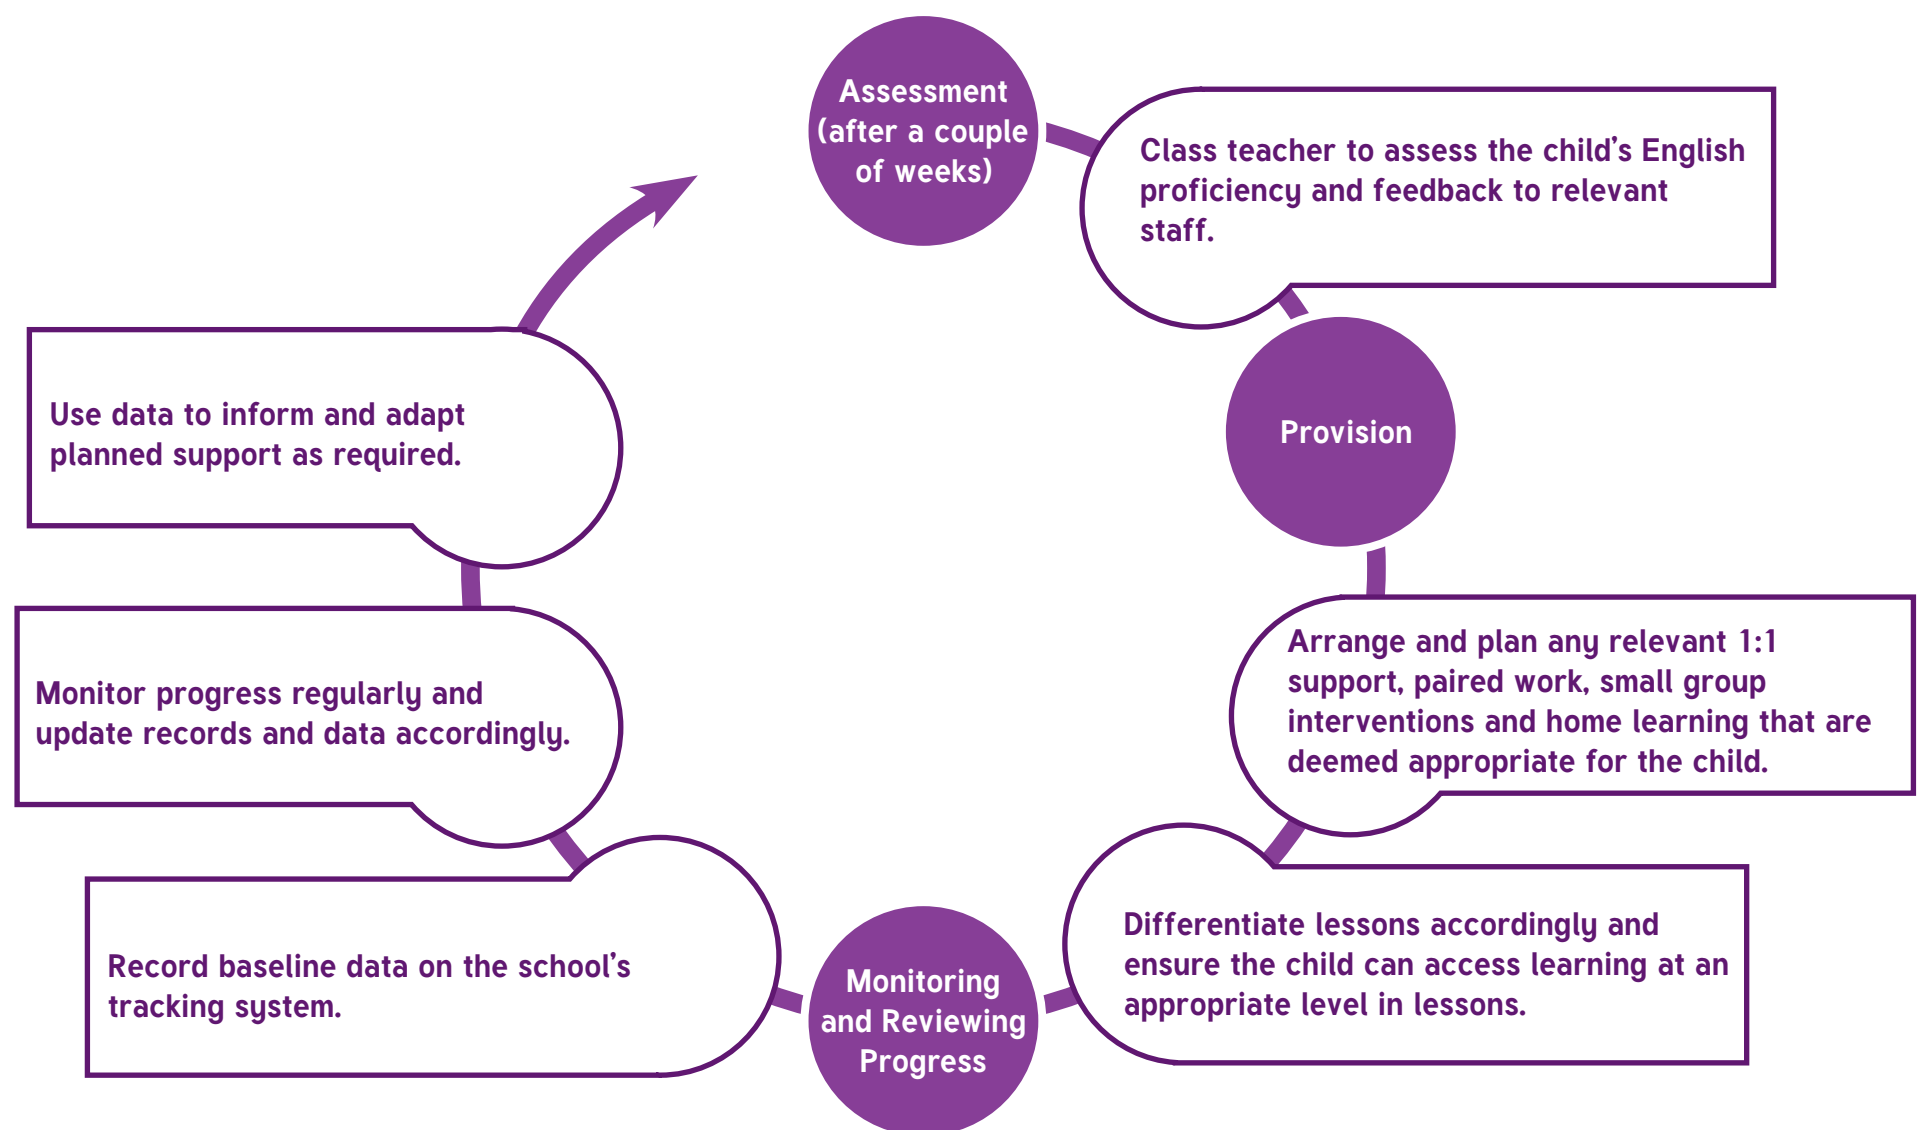 Assessment
(after a couple
of weeks)
Class teacher to assess the child’s English
proficiency and feedback to relevant
staff.
Provision
Arrange and plan any relevant 1:1
support, paired work, small group
interventions and home learning that are
deemed appropriate for the child.
Differentiate lessons accordingly and
ensure the child can access learning at an
appropriate level in lessons.
Monitoring
and Reviewing
Progress
Record baseline data on the school’s
tracking system.
Monitor progress regularly and
update records and data accordingly.
Use data to inform and adapt
planned support as required.